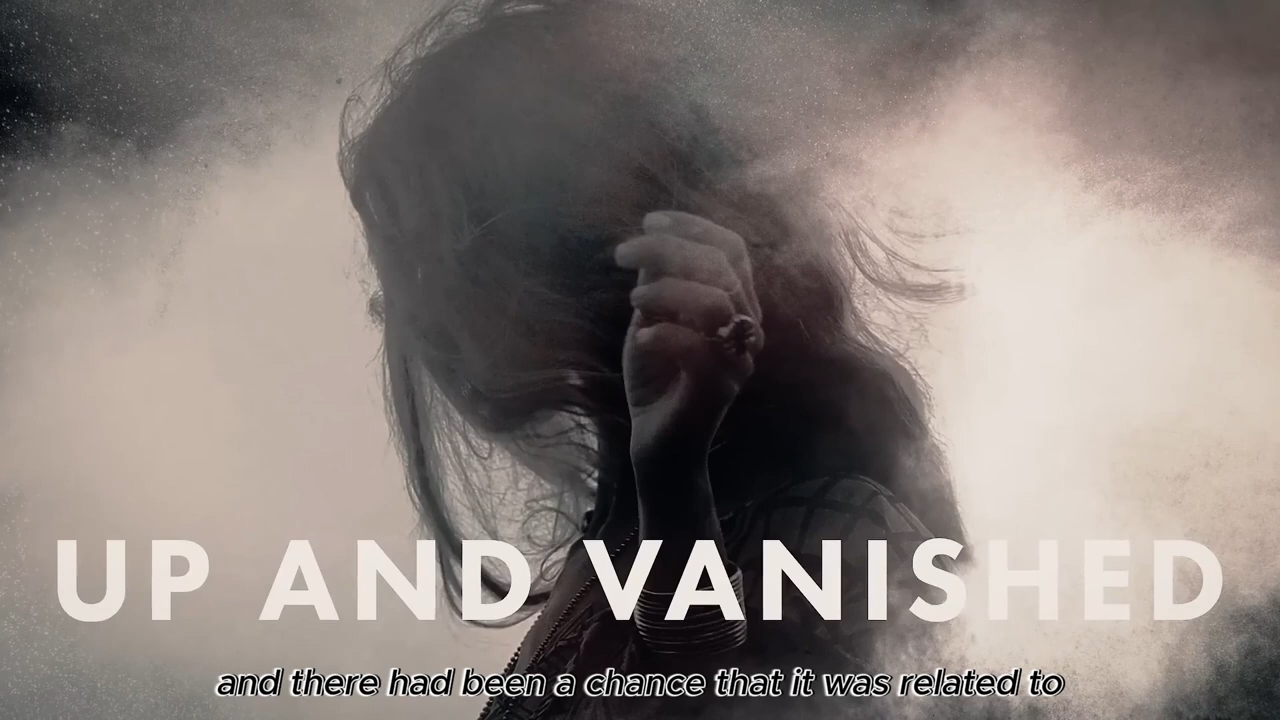 UP AND VANISHED
and there had been a chance that it was related to